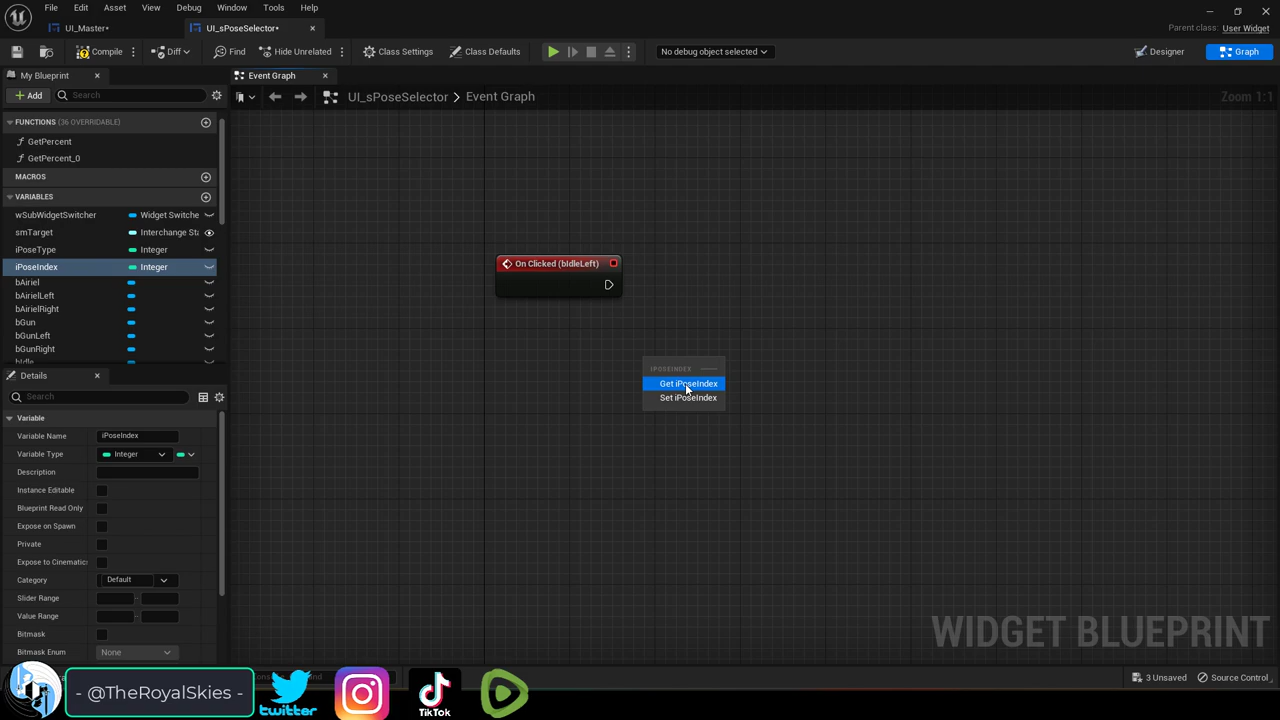 File Edit Asset View Debug Window Tools Help
UI_Master•
UI_sPoseSelector•
Parent class: User Widget
Compile
Diff
Find
Hide Unrelated
Class Settings
Class Defaults
No debug object selected
Designer
Graph
My Blueprint
Event Graph
Add
Search
UI_sPoseSelector > Event Graph
Zoom 1:1
FUNCTIONS (36 OVERRIDABLE)
GetPercent
GetPercent_0
MACROS
VARIABLES
wSubWidgetSwitcher Widget Switche
smTarget Interchange Sta
iPoseType Integer
iPoseIndex Integer
bAiriel
bAirielLeft
bAirielRight
bGun
bGunLeft
bGunRight
bIdle
On Clicked (bIdleLeft)
IPOSEINDEX
Get iPoseIndex
Set iPoseIndex
Details
Search
Variable
Variable Name iPoseIndex
Variable Type Integer
Description
Instance Editable
Blueprint Read Only
Expose on Spawn
Private
Expose to Cinematics
Category Default
Slider Range
Value Range
Bitmask
Bitmask Enum None
WIDGET BLUEPRINT
3 Unsaved
Source Control
- @TheRoyalSkies -
twitter
TikTok